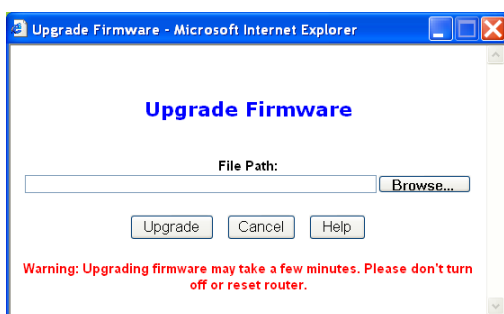 Upgrade Firmware - Microsoft Internet Explorer
Upgrade Firmware
File Path:
Browse...
Upgrade Cancel Help
Warning: Upgrading firmware may take a few minutes. Please don't turn
off or reset router.